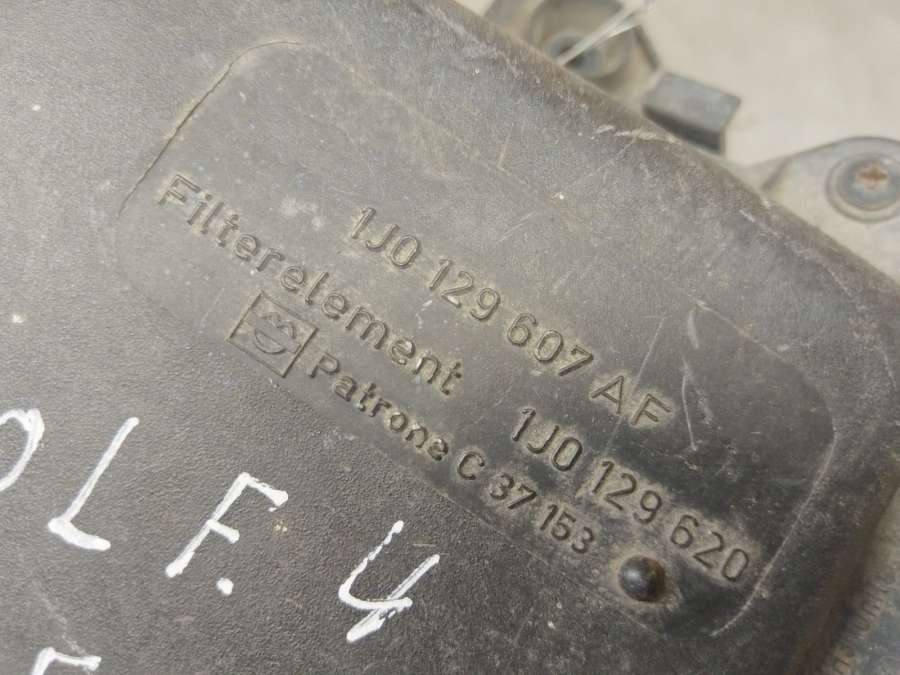 1J0 129 607 AF
Filterelement 1J0 129 620
Patrone C 37 153
OLF. 4